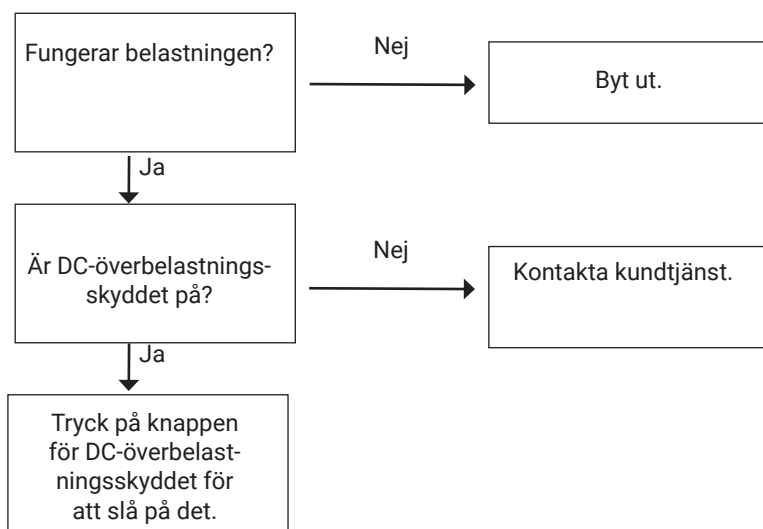 Fungerar belastningen?
Nej
Byt ut.
Ja
Är DC-överbelastnings-
skyddet på?
Nej
Kontakta kundtjänst.
Ja
Tryck på knappen
för DC-överbelast-
ningsskyddet för
att slå på det.